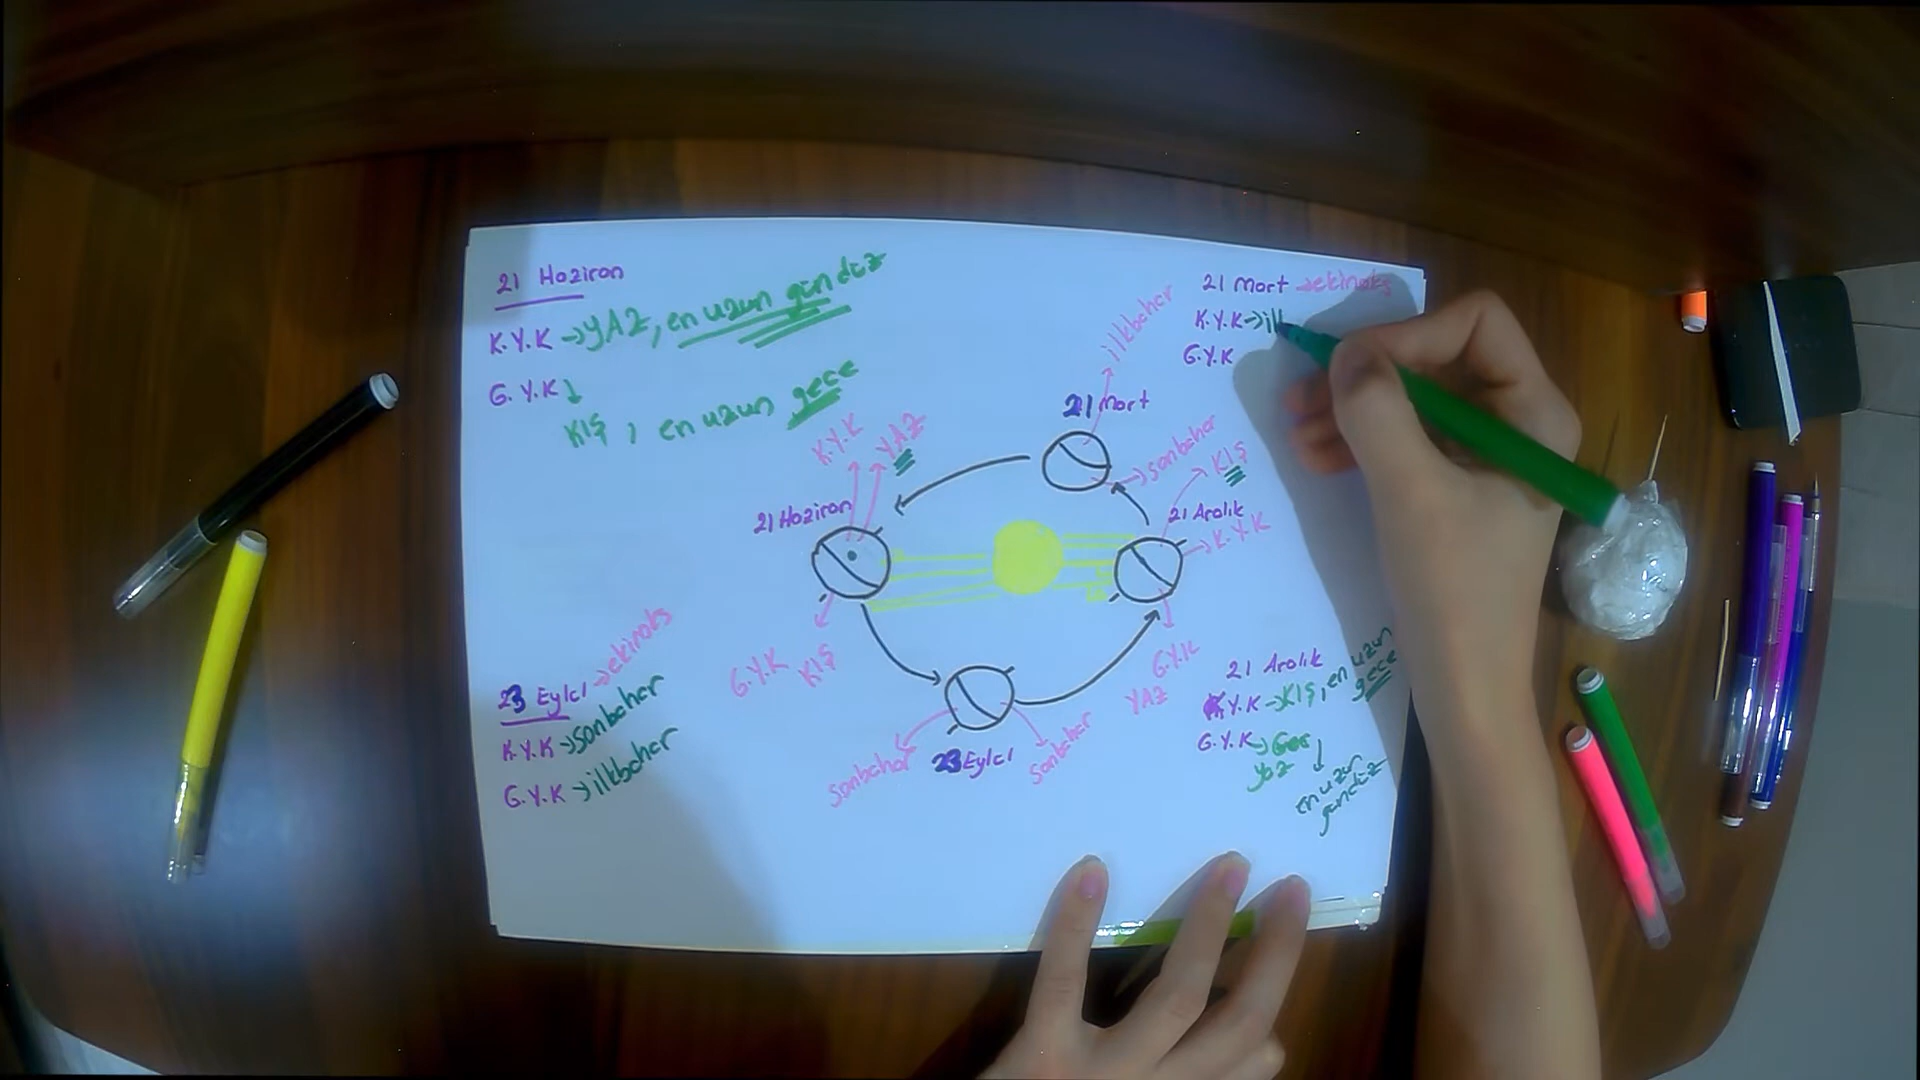 21 Haziran
K.Y.K → YAZ, en uzun gündüz
G.Y.K ↓
KIŞ, en uzun gece
21 Mart → ekinoks
K.Y.K → ilk
G.Y.K
ilkbahar
21 Mart
sonbahar
K.Y.K YAZ
KIŞ
21 Haziran
21 Aralık
K.Y.K
G.Y.K KIŞ
G.Y.K
YAZ
Sonbahar
23 Eylül
Sonbahar
23 Eylül → ekinoks
K.Y.K → sonbahar
G.Y.K → ilkbahar
21 Aralık
K.Y.K → KIŞ, en uzun gece
G.Y.K →
yaz
en uzun gündüz